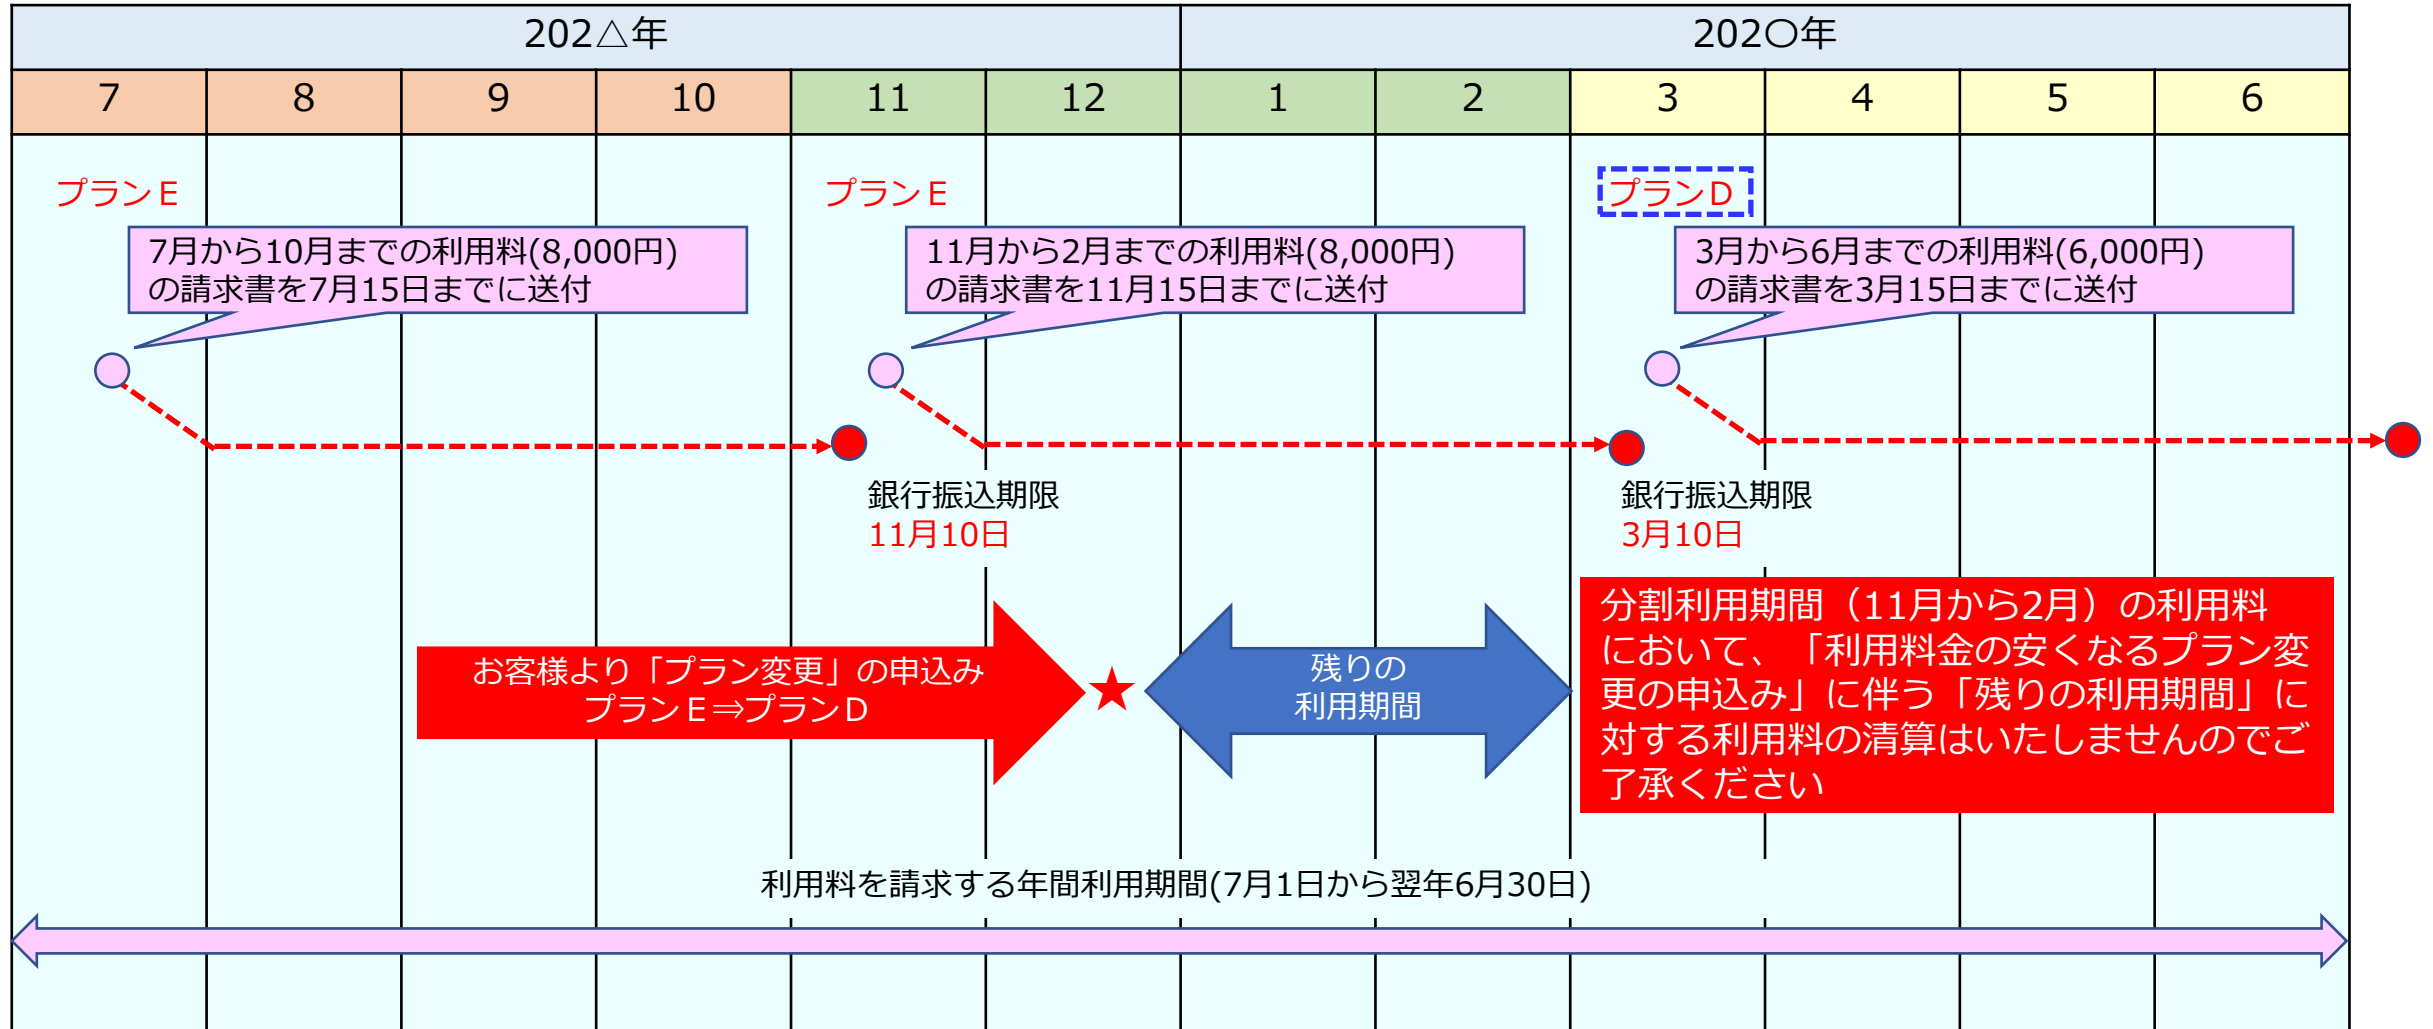 202△年
202〇年
7 8 9 10 11 12 1 2 3 4 5 6
プランE
プランE
プランD
7月から10月までの利用料(8,000円)
の請求書を7月15日までに送付
11月から2月までの利用料(8,000円)
の請求書を11月15日までに送付
3月から6月までの利用料(6,000円)
の請求書を3月15日までに送付
銀行振込期限
11月10日
銀行振込期限
3月10日
お客様より「プラン変更」の申込み
プランE⇒プランD
★
残りの
利用期間
分割利用期間（11月から2月）の利用料
において、「利用料金の安くなるプラン変
更の申込み」に伴う「残りの利用期間」に
対する利用料の清算はいたしませんのでご
了承ください
利用料を請求する年間利用期間(7月1日から翌年6月30日)